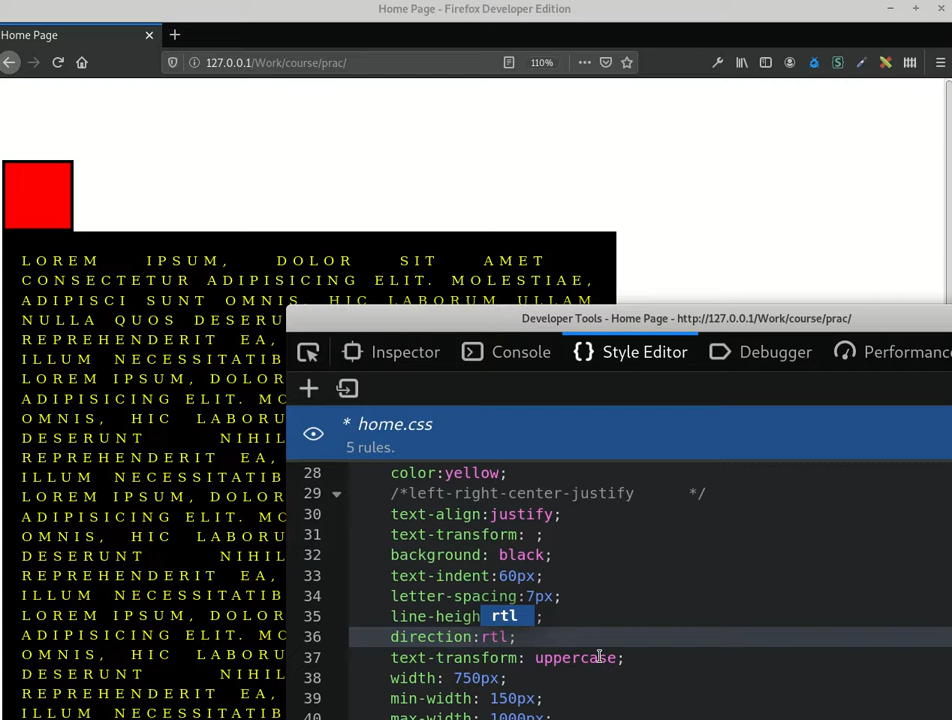 Home Page - Firefox Developer Edition
Home Page
127.0.0.1/Work/course/prac/
110%
LOREM IPSUM, DOLOR SIT AMET
CONSECTETUR ADIPISICING ELIT. MOLESTIAE,
ADIPISCI SUNT OMNIS, HIC LABORUM ULLAM
NULLA QUOS DESERU
REPREHENDERIT EA,
ILLUM NECESSITATIB
LOREM IPSUM, DOLOR
ADIPISICING ELIT. MO
OMNIS, HIC LABORU
DESERUNT NIHIL
REPREHENDERIT EA,
ILLUM NECESSITATIB
LOREM IPSUM, DOLOR
ADIPISICING ELIT. MO
OMNIS, HIC LABORU
DESERUNT NIHIL
REPREHENDERIT EA,
ILLUM NECESSITATIB
LOREM IPSUM, DOLOR
ADIPISICING ELIT. MO
OMNIS, HIC LABORU
DESERUNT NIHIL
REPREHENDERIT EA,
ILLUM NECESSITATIB
Developer Tools - Home Page - http://127.0.0.1/Work/course/prac/
Inspector Console {} Style Editor Debugger Performanc
* home.css
5 rules.
28 color:yellow;
29 /*left-right-center-justify */
30 text-align:justify;
31 text-transform: ;
32 background: black;
33 text-indent:60px;
34 letter-spacing:7px;
35 line-heigh rtl ;
36 direction:rtl;
37 text-transform: uppercase;
38 width: 750px;
39 min-width: 150px;
40 max-width: 1000px;